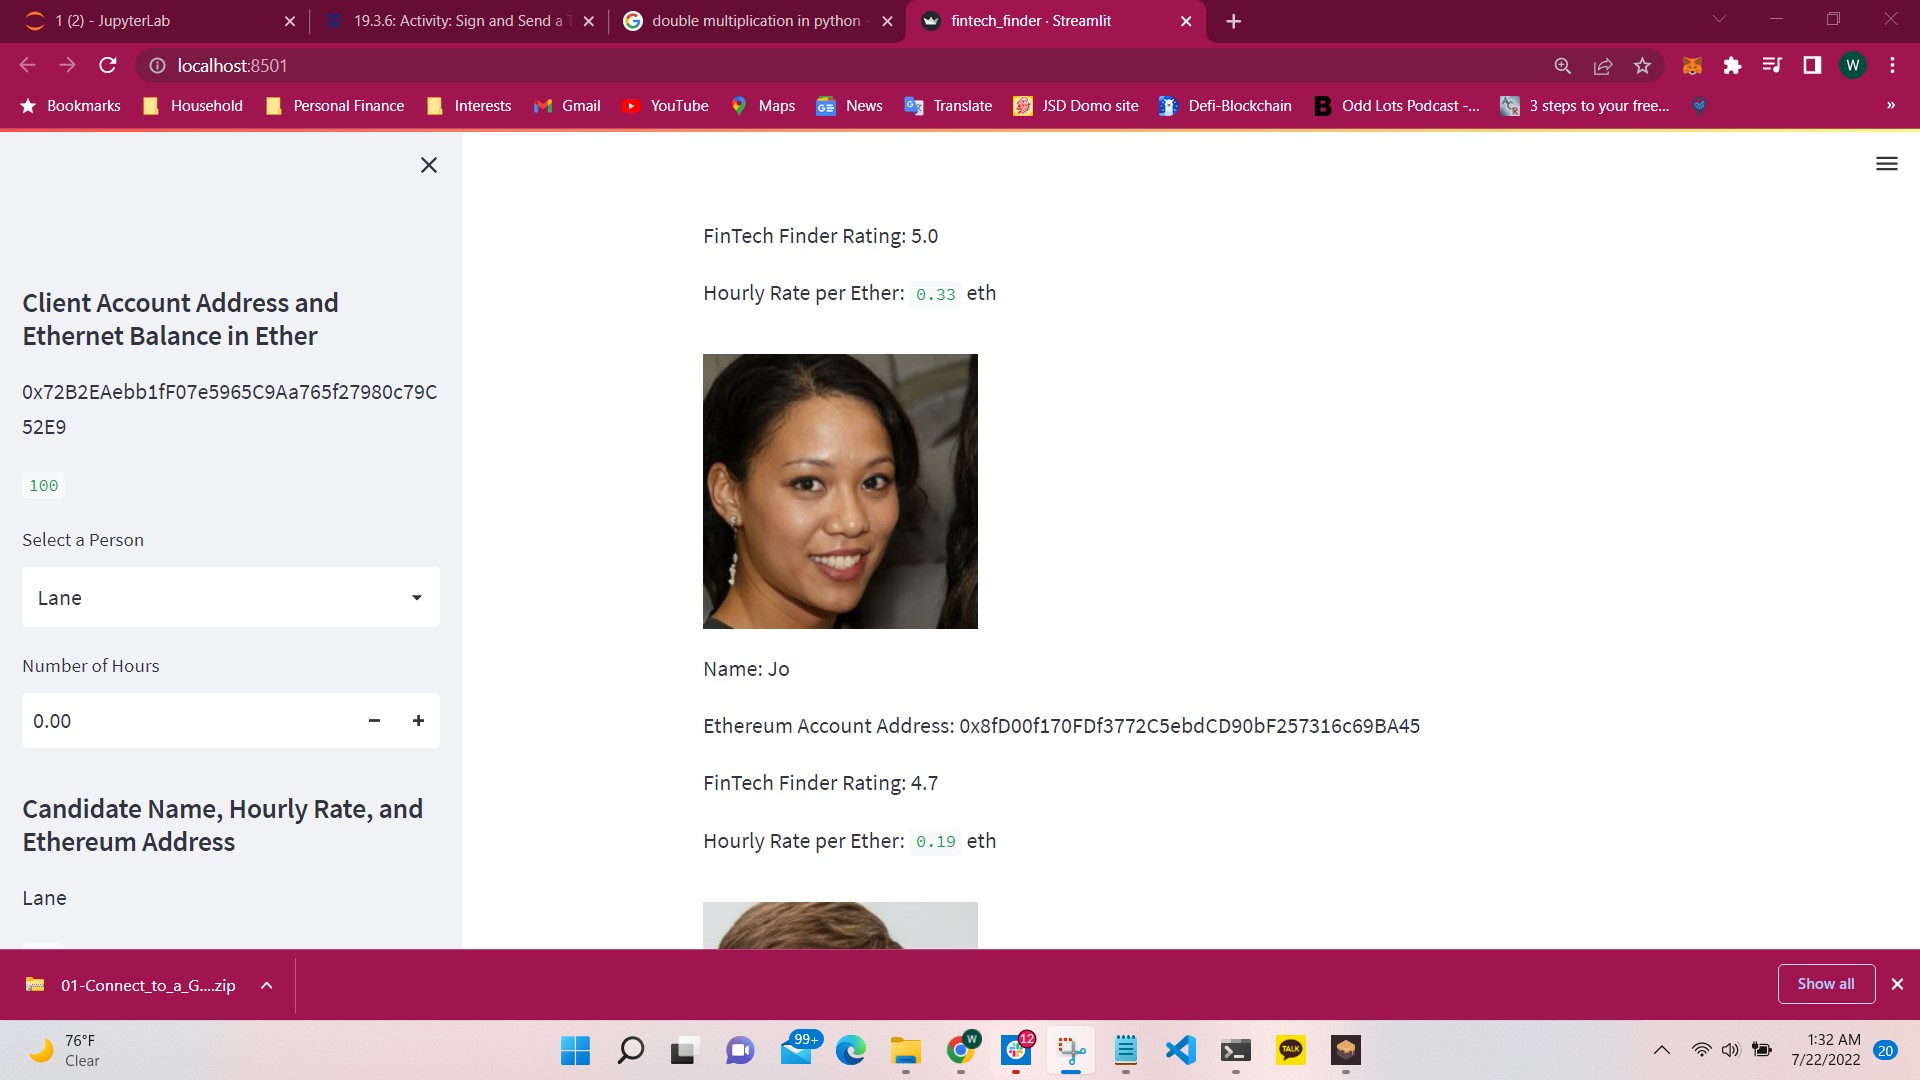 1 (2) - JupyterLab
19.3.6: Activity: Sign and Send a T
double multiplication in python -
fintech_finder · Streamlit
localhost:8501
W
Bookmarks
Household
Personal Finance
Interests
Gmail
YouTube
Maps
News
Translate
JSD Domo site
Defi-Blockchain
Odd Lots Podcast -...
3 steps to your free...
»
Client Account Address and
Ethernet Balance in Ether
0x72B2EAebb1fF07e5965C9Aa765f27980c79C
52E9
100
Select a Person
Lane
Number of Hours
0.00
Candidate Name, Hourly Rate, and
Ethereum Address
Lane
FinTech Finder Rating: 5.0
Hourly Rate per Ether: 0.33 eth
Name: Jo
Ethereum Account Address: 0x8fD00f170FDf3772C5ebdCD90bF257316c69BA45
FinTech Finder Rating: 4.7
Hourly Rate per Ether: 0.19 eth
01-Connect_to_a_G....zip
Show all
76°F
Clear
99+
W
12
TALK
1:32 AM
7/22/2022
20